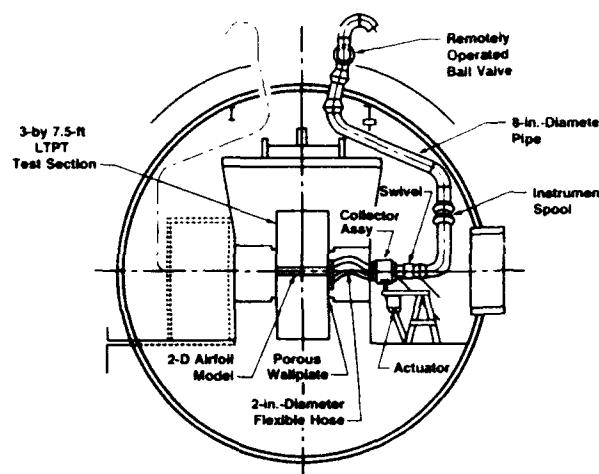 Remotely
Operated
Ball Valve
3-by 7.5-ft
LTPT
Test Section
8-in.-Diamete
Pipe
Swivel
Instrumen
Spool
Collector
Assy
2-D Airfoil
Model
Porous
Wallplate
Actuator
2-in.-Diameter
Flexible Hose